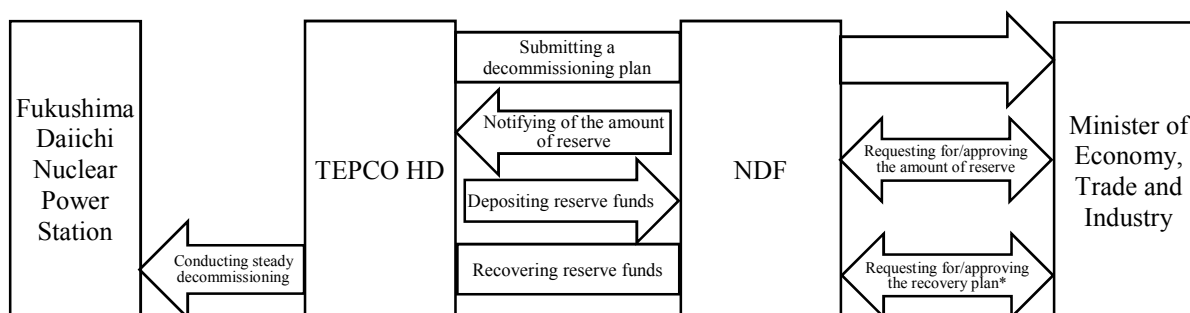 Fukushima
Daiichi
Nuclear
Power
Station
Conducting steady
decommissioning
TEPCO HD
Submitting a
decommissioning plan
Notifying of the amount
of reserve
Depositing reserve funds
Recovering reserve funds
NDF
Requesting for/approving
the amount of reserve
Requesting for/approving
the recovery plan*
Minister of
Economy,
Trade and
Industry